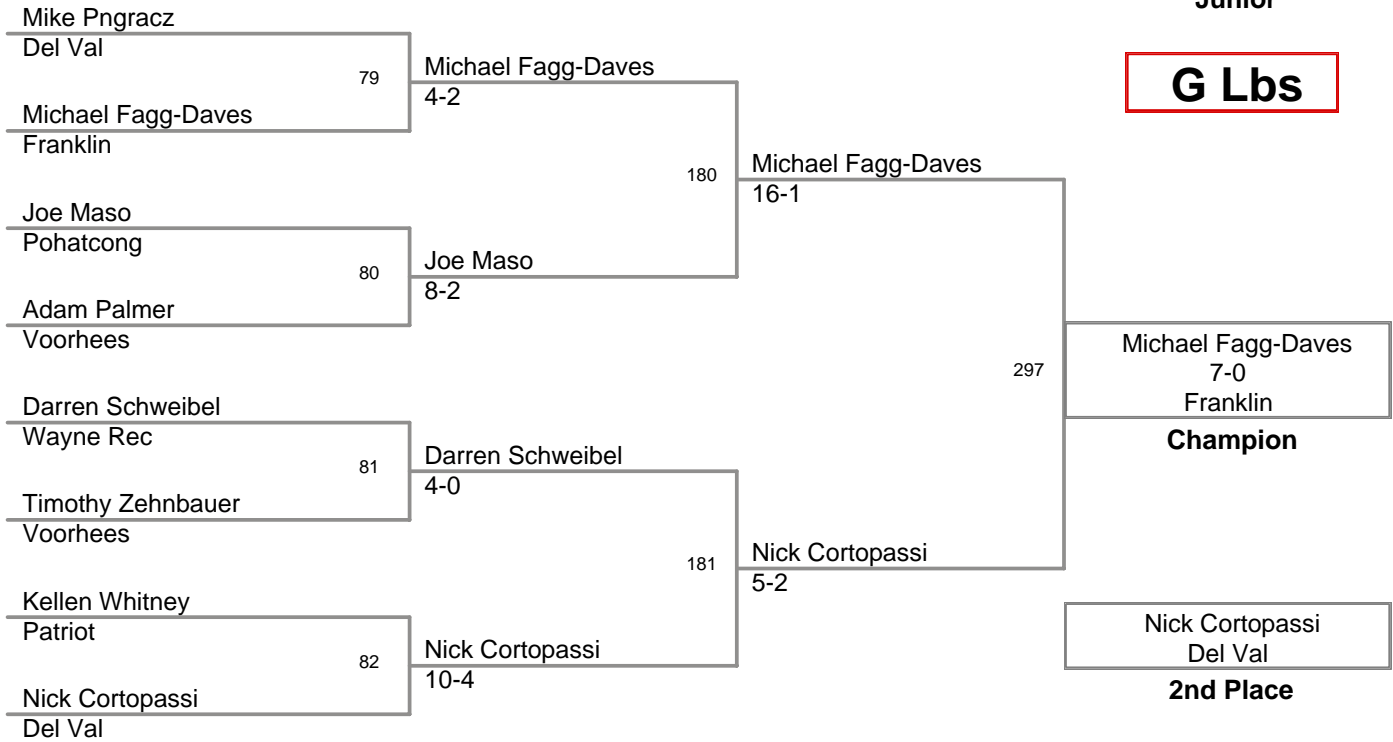 Junior
G Lbs
Mike Pngracz
Del Val
79
Michael Fagg-Daves
Franklin
Michael Fagg-Daves
4-2
180
Joe Maso
Pohatcong
80
Adam Palmer
Voorhees
Joe Maso
8-2
Michael Fagg-Daves
16-1
Darren Schweibel
Wayne Rec
81
Timothy Zehnbauer
Voorhees
Darren Schweibel
4-0
181
Kellen Whitney
Patriot
82
Nick Cortopassi
Del Val
Nick Cortopassi
10-4
Nick Cortopassi
5-2
297
Michael Fagg-Daves
7-0
Franklin
Champion
Nick Cortopassi
Del Val
2nd Place